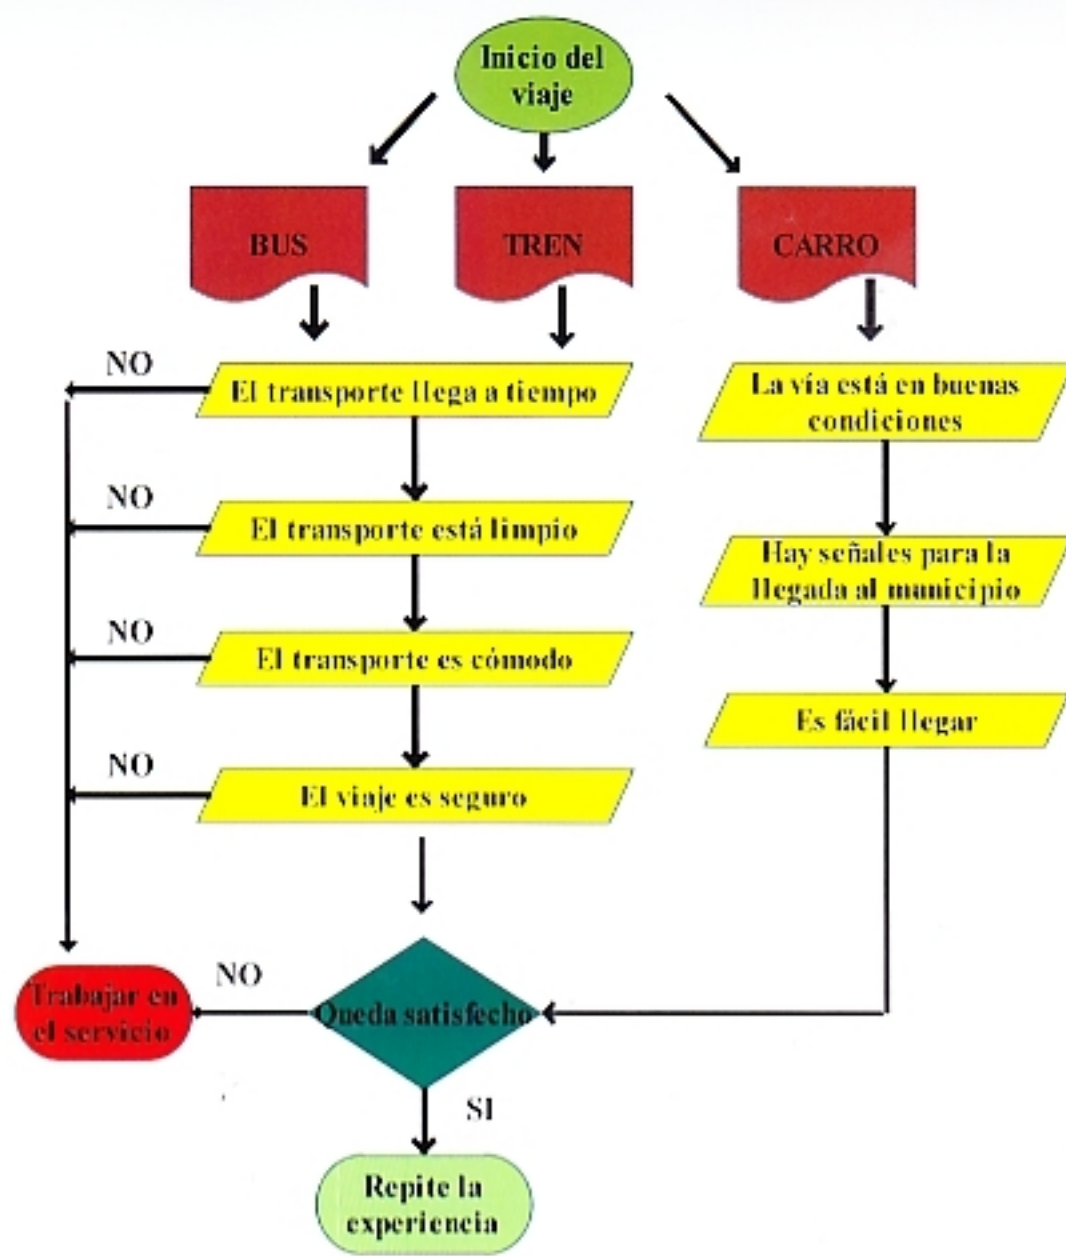 Inicio del
viaje
BUS
TREN
CARRO
NO
El transporte llega a tiempo
La vía está en buenas
condiciones
NO
El transporte está limpio
Hay señales para la
llegada al municipio
NO
El transporte es cómodo
Es fácil llegar
NO
El viaje es seguro
Trabajar en
el servicio
NO
Queda satisfecho
SI
Repite la
experiencia